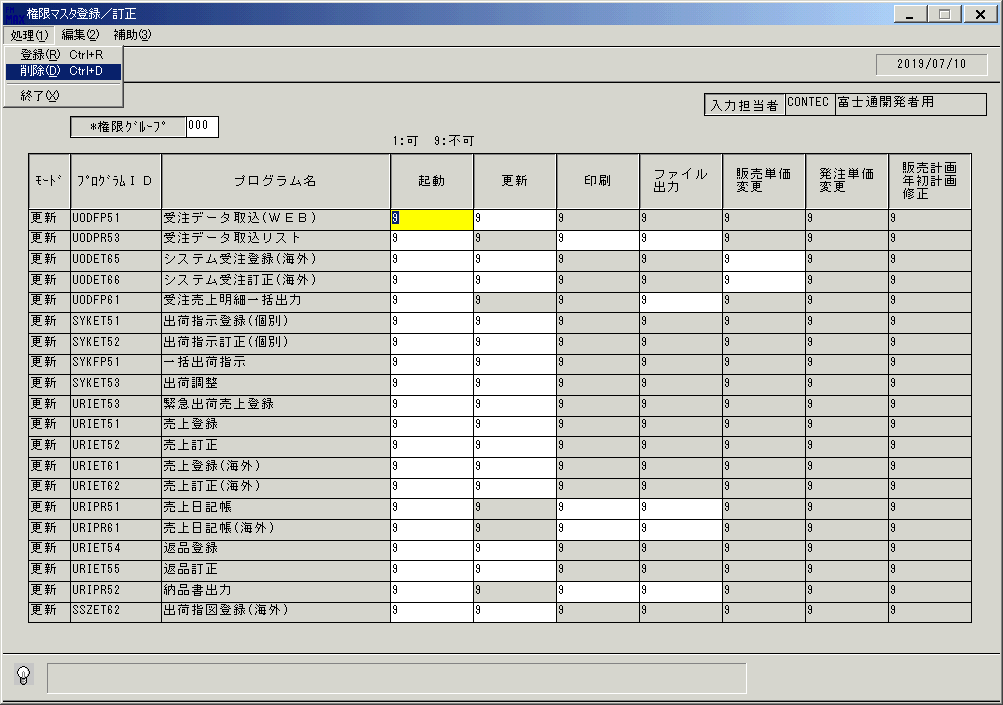 権限マスタ登録／訂正
処理(1) 編集(2) 補助(3)
登録(R) Ctrl+R
削除(D) Ctrl+D
終了(X)
2019/07/10
入力担当者 CONTEC 富士通開発者用
*権限ｸﾞﾙｰﾌﾟ 000
1:可 9:不可
ﾓｰﾄﾞ ﾌﾟﾛｸﾞﾗﾑＩＤ プログラム名 起動 更新 印刷 ファイル出力 販売単価変更 発注単価変更 販売計画年初計画修正
更新 UODFP51 受注データ取込(ＷＥＢ) 9 9 9 9 9 9 9
更新 UODPR53 受注データ取込リスト 9 9 9 9 9 9 9
更新 UODET65 システム受注登録(海外) 9 9 9 9 9 9 9
更新 UODET66 システム受注訂正(海外) 9 9 9 9 9 9 9
更新 UODFP61 受注売上明細一括出力 9 9 9 9 9 9 9
更新 SYKET51 出荷指示登録(個別) 9 9 9 9 9 9 9
更新 SYKET52 出荷指示訂正(個別) 9 9 9 9 9 9 9
更新 SYKFP51 一括出荷指示 9 9 9 9 9 9 9
更新 SYKET53 出荷調整 9 9 9 9 9 9 9
更新 URIET53 緊急出荷売上登録 9 9 9 9 9 9 9
更新 URIET51 売上登録 9 9 9 9 9 9 9
更新 URIET52 売上訂正 9 9 9 9 9 9 9
更新 URIET61 売上登録(海外) 9 9 9 9 9 9 9
更新 URIET62 売上訂正(海外) 9 9 9 9 9 9 9
更新 URIPR51 売上日記帳 9 9 9 9 9 9 9
更新 URIPR61 売上日記帳(海外) 9 9 9 9 9 9 9
更新 URIET54 返品登録 9 9 9 9 9 9 9
更新 URIET55 返品訂正 9 9 9 9 9 9 9
更新 URIPR52 納品書出力 9 9 9 9 9 9 9
更新 SSZET62 出荷指図登録(海外) 9 9 9 9 9 9 9